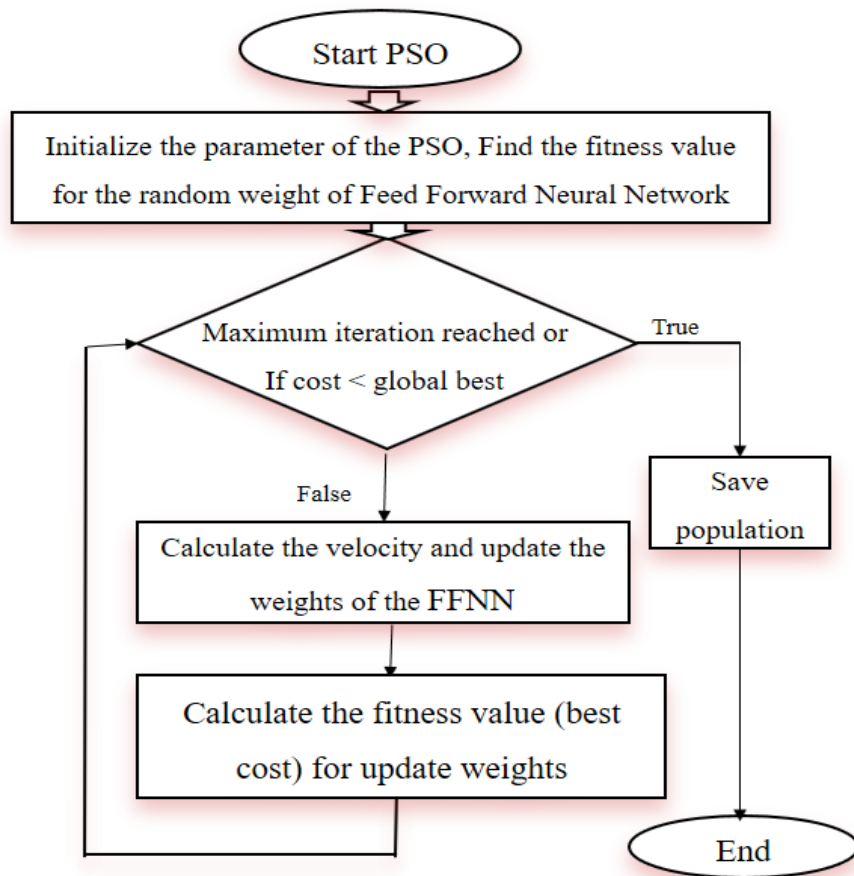 Start PSO
Initialize the parameter of the PSO, Find the fitness value
for the random weight of Feed Forward Neural Network
Maximum iteration reached or
If cost < global best
True
False
Save
population
Calculate the velocity and update the
weights of the FFNN
Calculate the fitness value (best
cost) for update weights
End